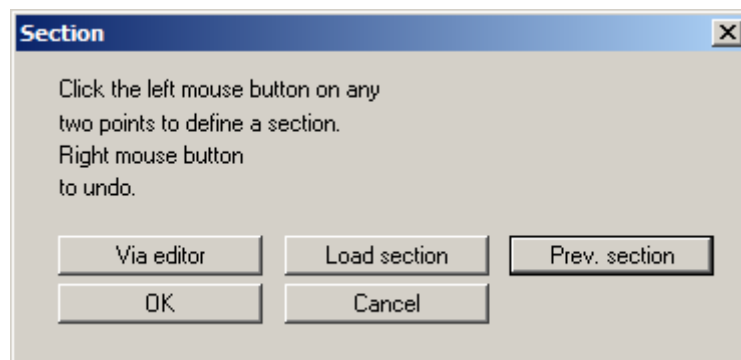 Section
Click the left mouse button on any
two points to define a section.
Right mouse button
to undo.
Via editor Load section Prev. section
OK Cancel